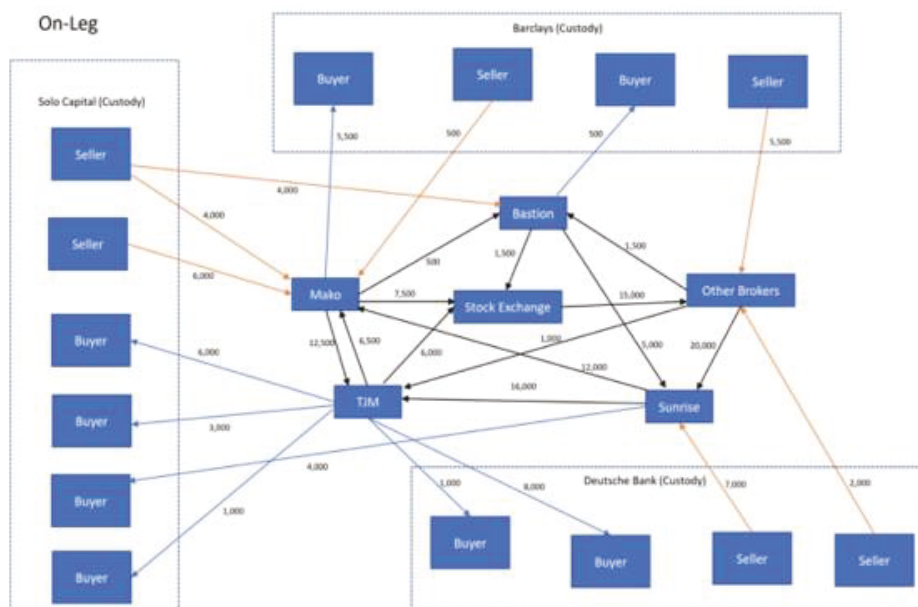 On-Leg
Barclays (Custody)
Buyer
Seller
Buyer
Seller
Solo Capital (Custody)
Seller
Seller
Buyer
Buyer
Buyer
Buyer
5,500
500
500
5,500
4,000
4,000
6,000
Bastion
500
1,500
1,500
Mako
7,500
Stock Exchange
15,000
Other Brokers
12,500
6,500
6,000
1,000
5,000
20,000
12,000
16,000
TJM
Sunrise
6,000
3,000
4,000
1,000
1,000
8,000
7,000
2,000
Deutsche Bank (Custody)
Buyer
Buyer
Seller
Seller